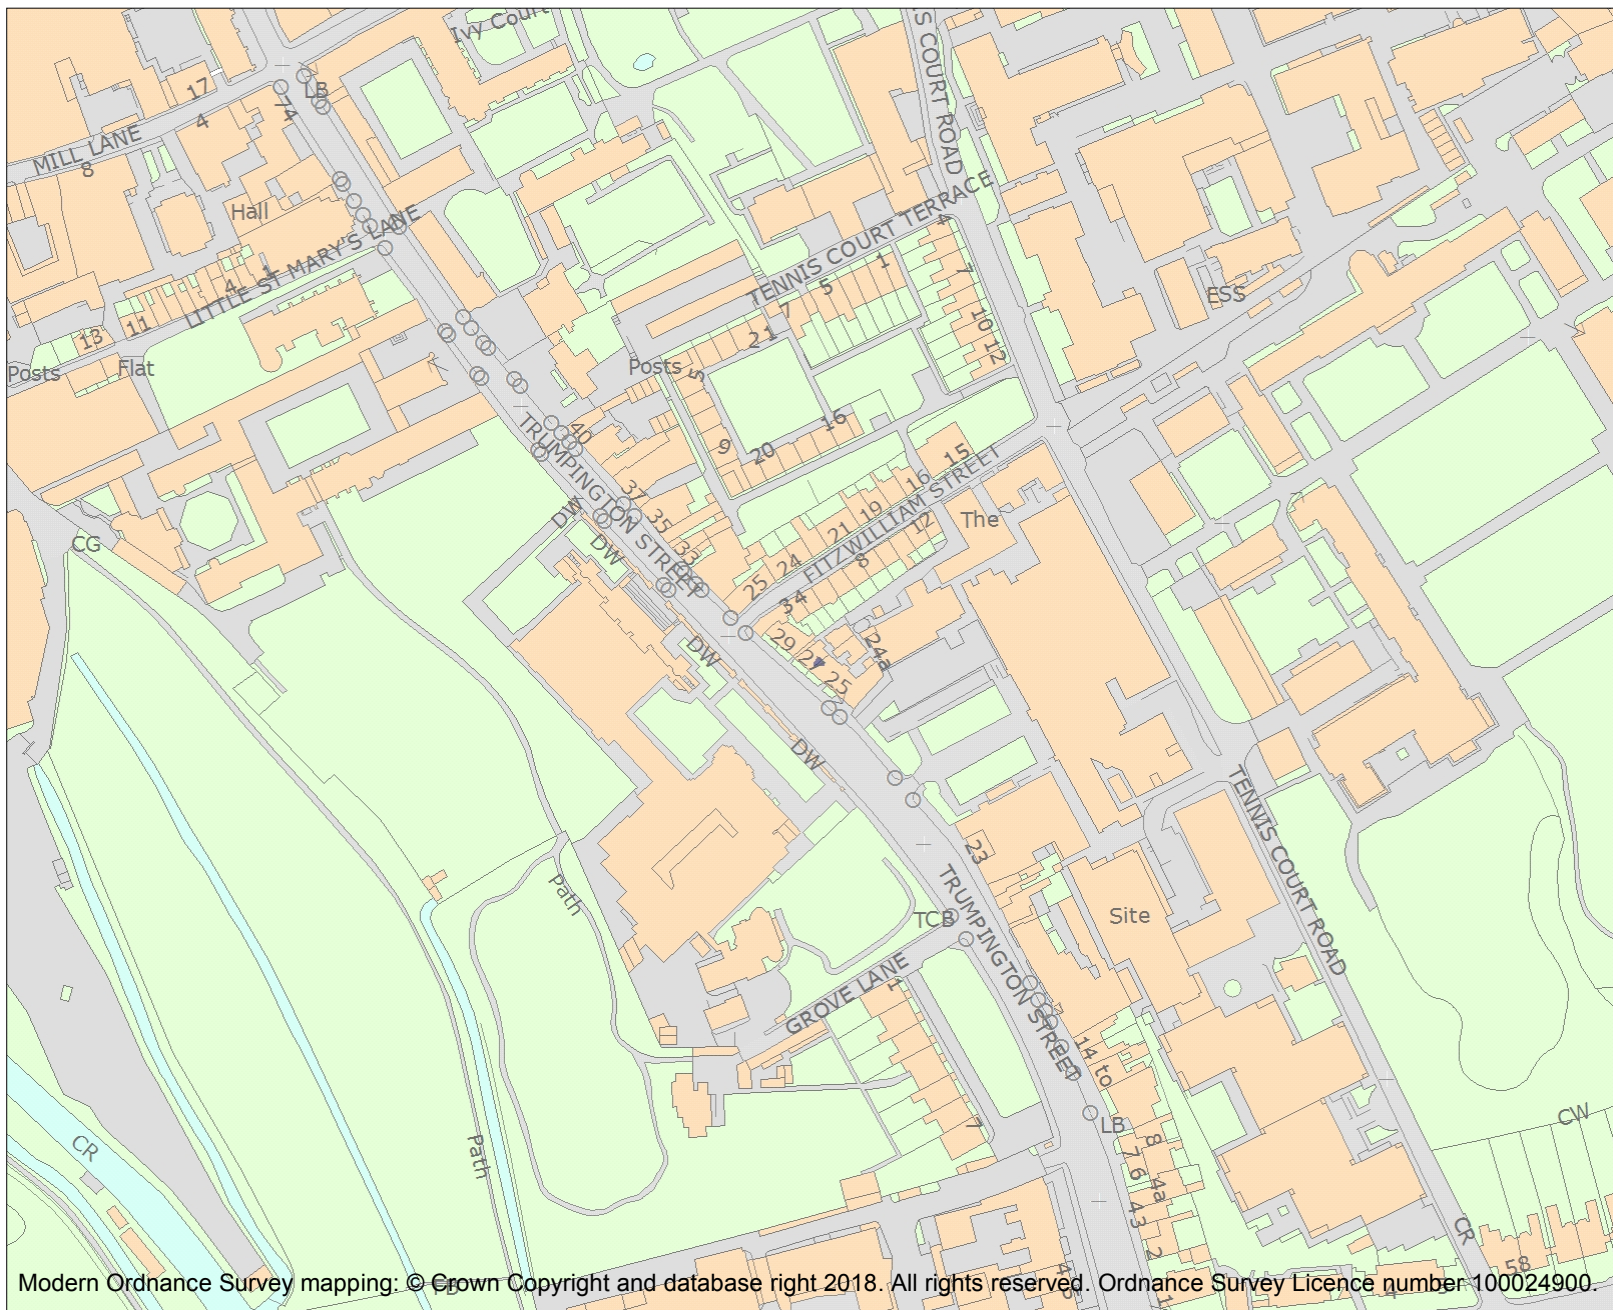 Ivy Court
17
LB
74
4
MILL LANE
8
S COURT ROAD
Hall
LITTLE ST MARY'S LANE
1
4
11
13
Posts
Flat
TENNIS COURT TERRACE
4
1
5
7
7
21
10
12
ESS
Posts
5
9
20
16
40
TRUMPINGTON STREET
37
35
33
DW
DW
CG
15
16
FITZWILLIAM STREET
19
21
24
25
12
8
34
The
29
27
25
24a
DW
DW
23
TENNIS COURT ROAD
Path
TCB
TRUMPINGTON STREET
Site
GROVE LANE
1
14 to
LB
7
8
7
6
4a
43
2
1
CW
CR
58
CR
Path
Modern Ordnance Survey mapping: © Crown Copyright and database right 2018. All rights reserved. Ordnance Survey Licence number 100024900.